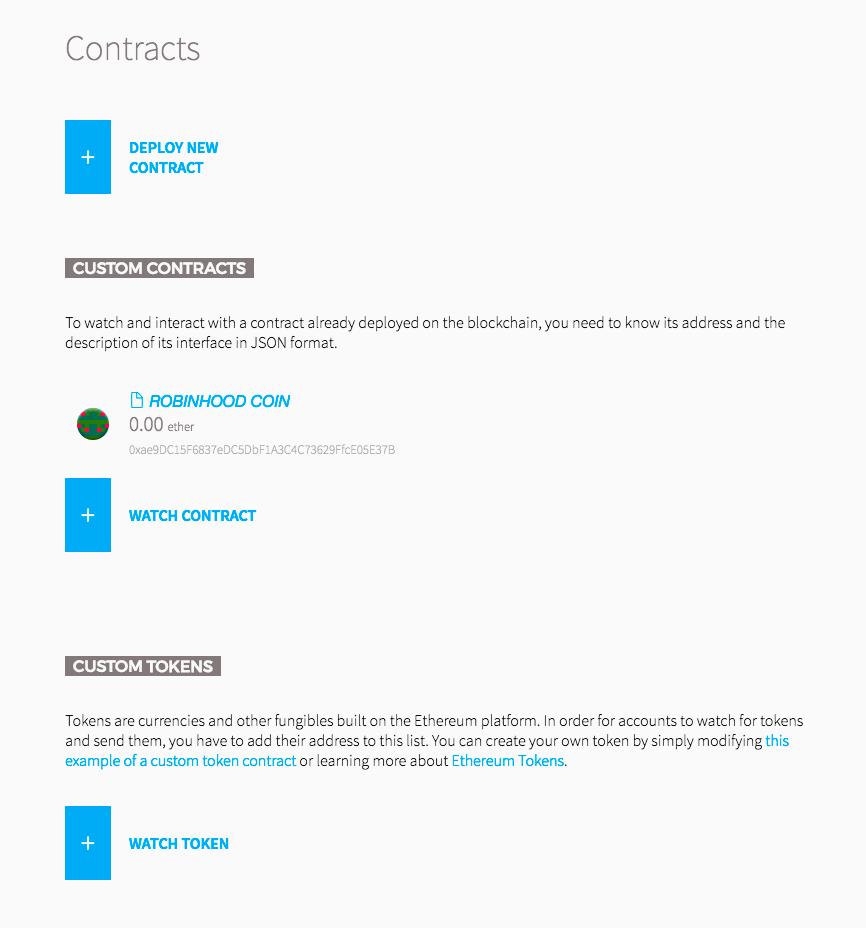 Contracts
+
DEPLOY NEW
CONTRACT
CUSTOM CONTRACTS
To watch and interact with a contract already deployed on the blockchain, you need to know its address and the
description of its interface in JSON format.
ROBINHOOD COIN
0.00 ether
0xae9DC15F6837eDC5DbF1A3C4C73629FfcE05E37B
+
WATCH CONTRACT
CUSTOM TOKENS
Tokens are currencies and other fungibles built on the Ethereum platform. In order for accounts to watch for tokens
and send them, you have to add their address to this list. You can create your own token by simply modifying this
example of a custom token contract or learning more about Ethereum Tokens.
+
WATCH TOKEN